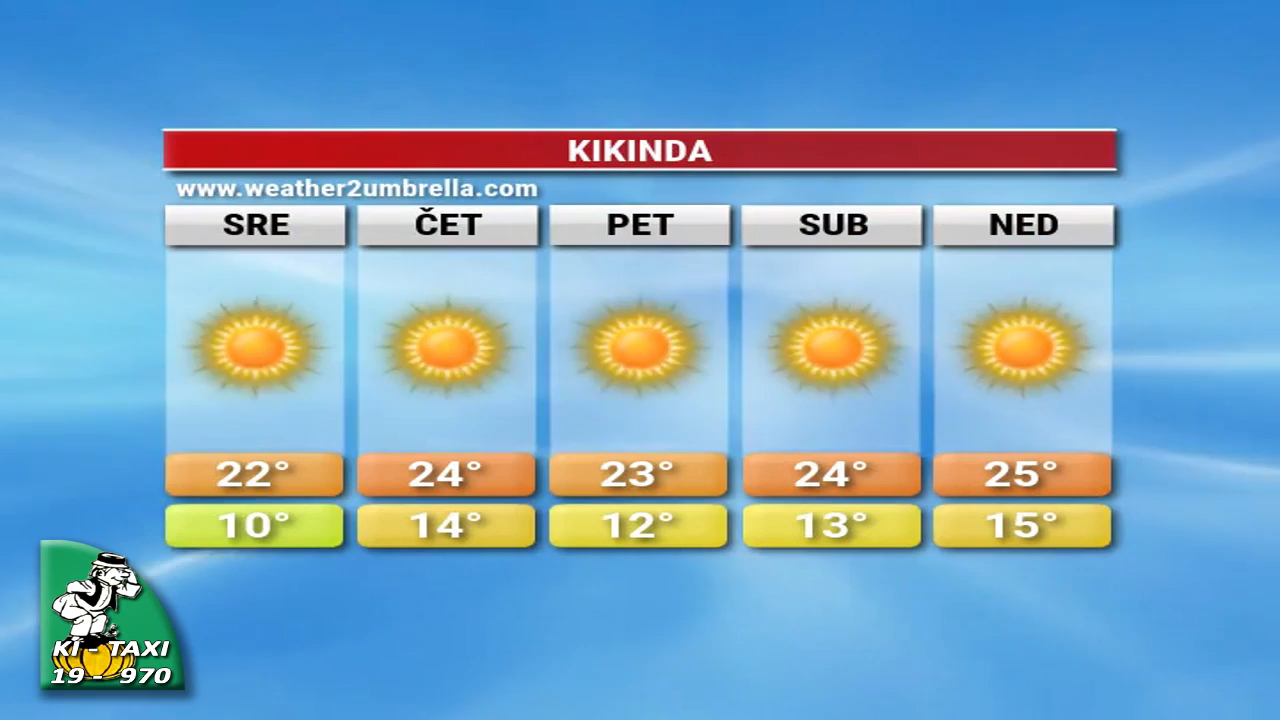 KIKINDA
www.weather2umbrella.com
SRE ČET PET SUB NED
22° 24° 23° 24° 25°
10° 14° 12° 13° 15°
KI - TAXI
19 - 970